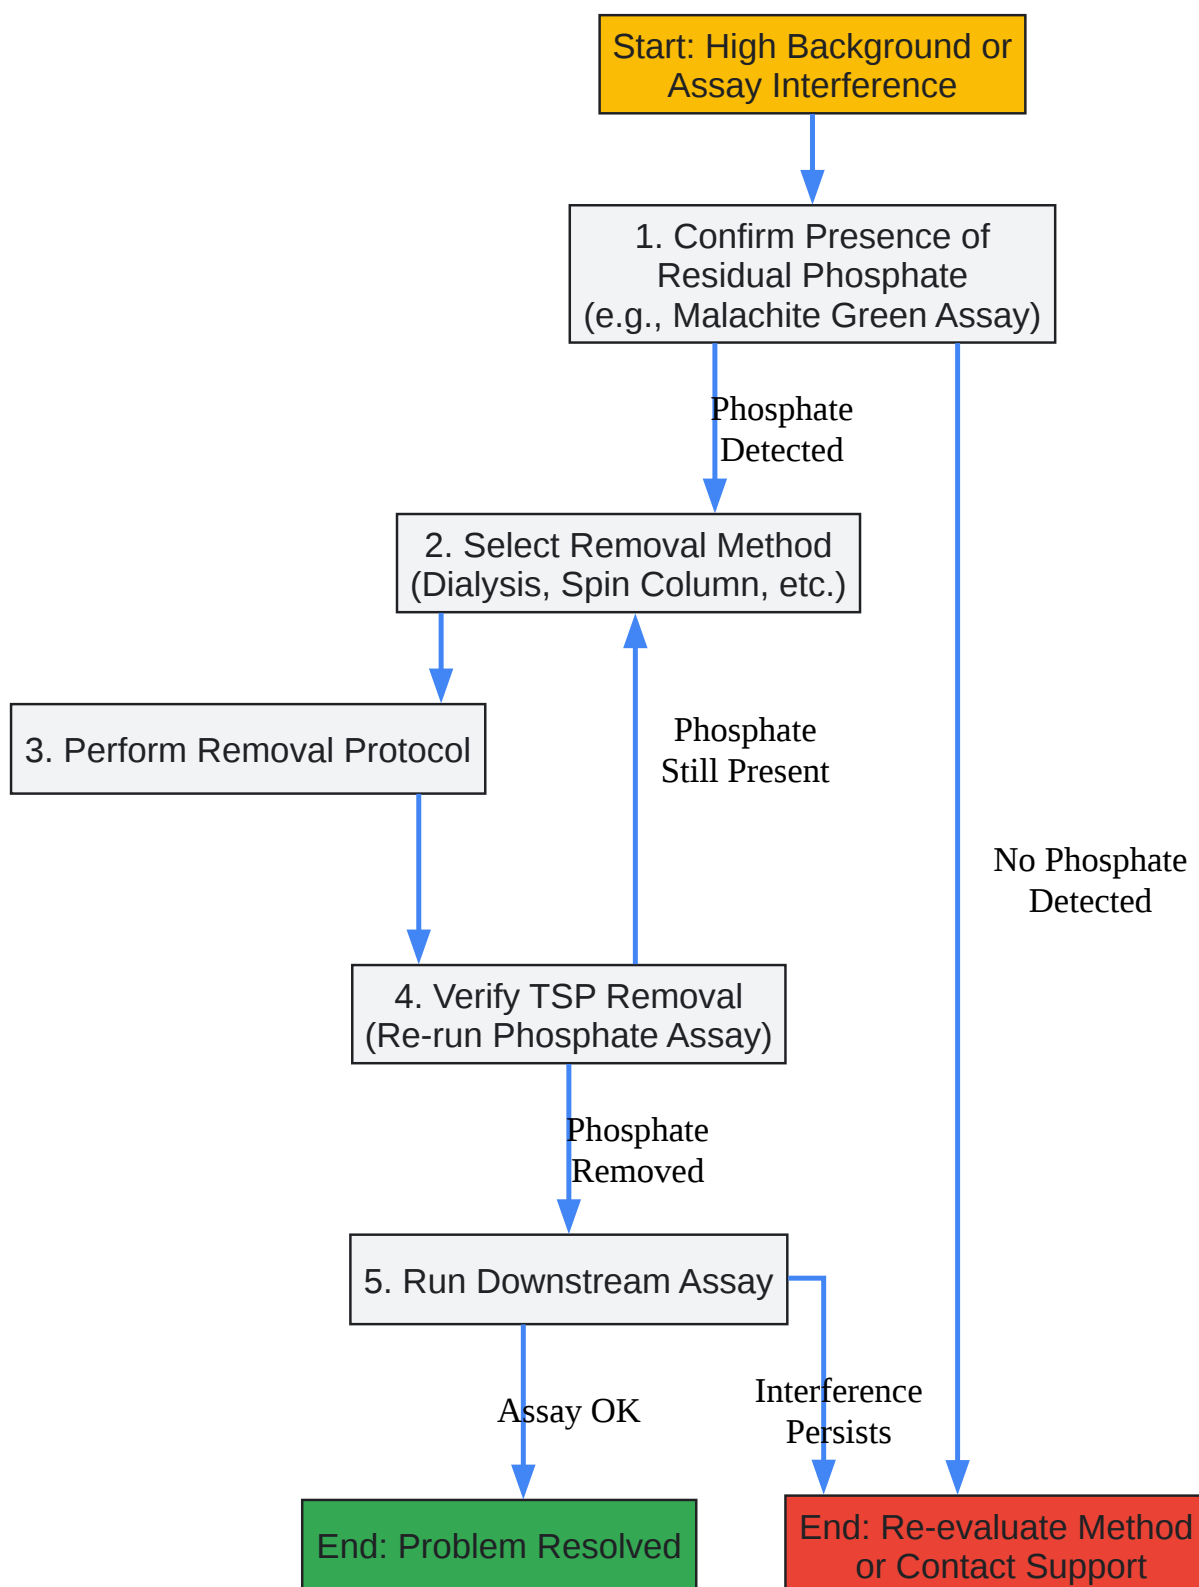 Start: High Background or
Assay Interference
1. Confirm Presence of
Residual Phosphate
(e.g., Malachite Green Assay)
Phosphate
Detected
2. Select Removal Method
(Dialysis, Spin Column, etc.)
3. Perform Removal Protocol
Phosphate
Still Present
No Phosphate
Detected
4. Verify TSP Removal
(Re-run Phosphate Assay)
Phosphate
Removed
5. Run Downstream Assay
Assay OK
Interference
Persists
End: Problem Resolved
End: Re-evaluate Method
or Contact Support